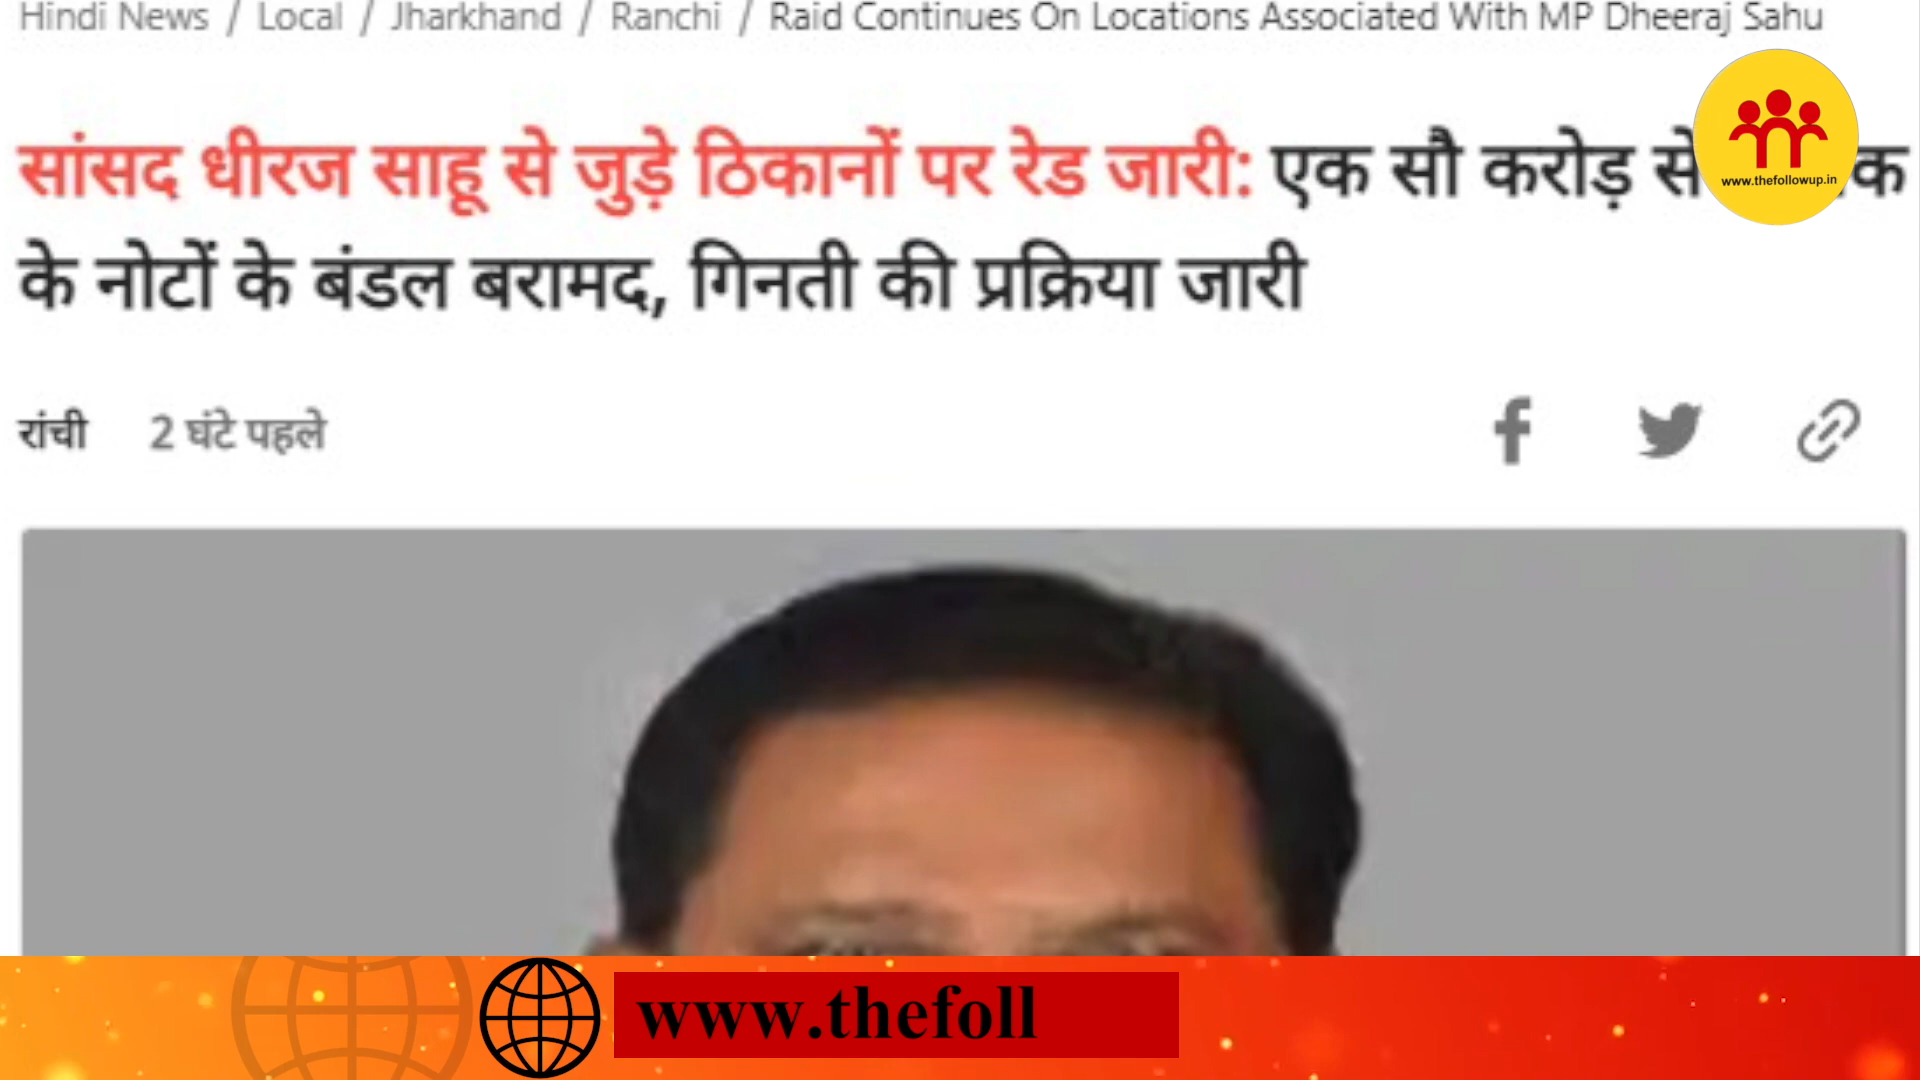 Hindi News / Local / Jharkhand / Ranchi / Raid Continues On Locations Associated With MP Dheeraj Sahu
www.thefollowup.in
सांसद धीरज साहू से जुड़े ठिकानों पर रेड जारी: एक सौ करोड़ से
के नोटों के बंडल बरामद, गिनती की प्रक्रिया जारी
रांची 2 घंटे पहले
www.thefoll